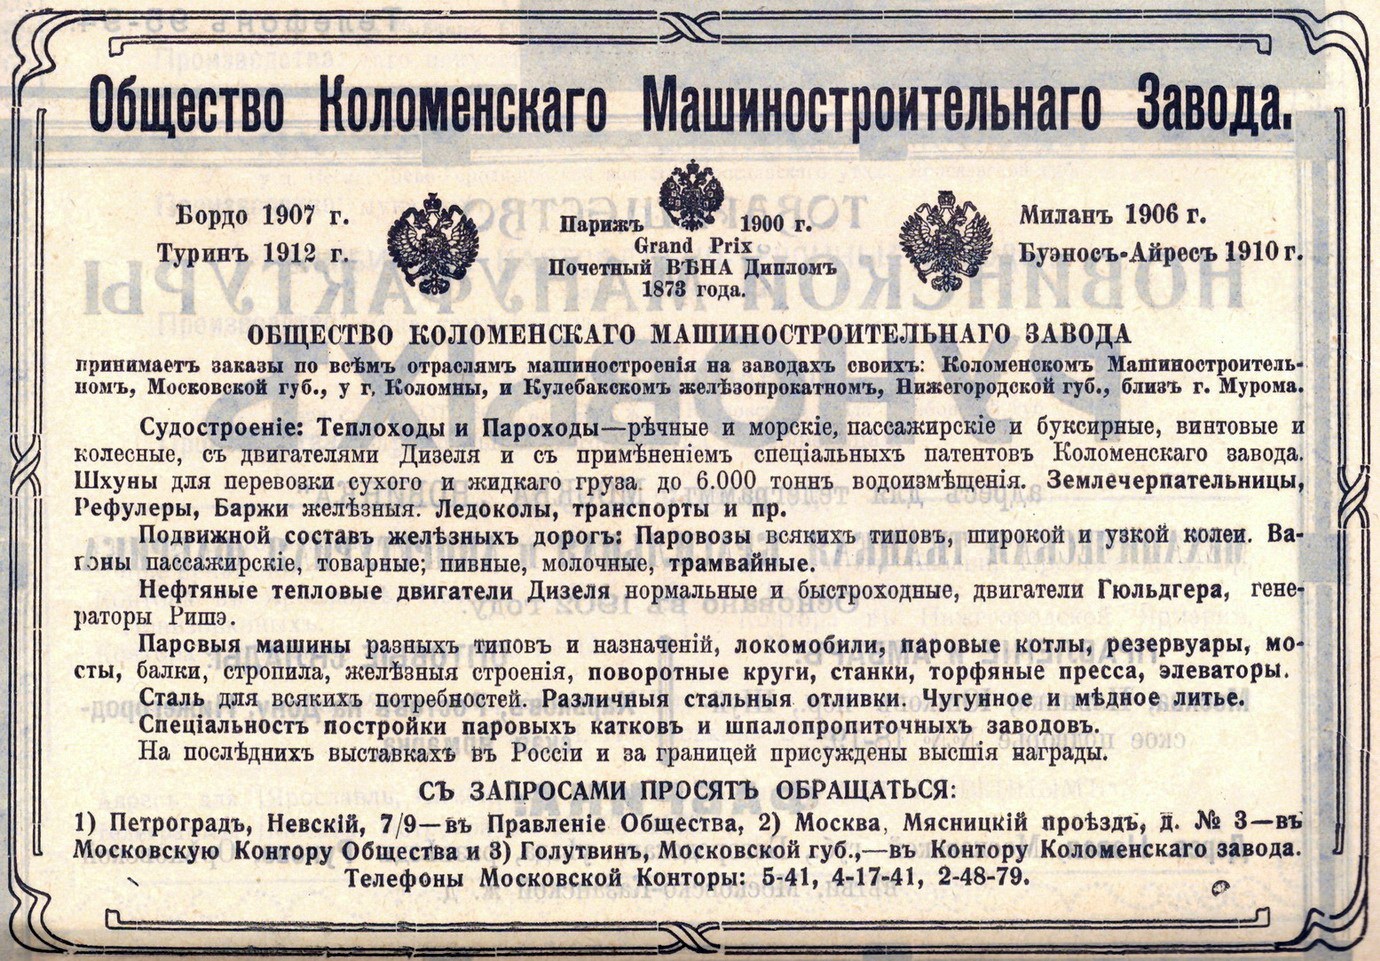 Общество Коломенскаго Машиностроительнаго Завода.
Бордо 1907 г.
Туринъ 1912 г.
Парижъ 1900 г.
Grand Prix
Почетный ВѢНА Дипломъ
1873 года.
Миланъ 1906 г.
Буэносъ-Айресъ 1910 г.
ОБЩЕСТВО КОЛОМЕНСКАГО МАШИНОСТРОИТЕЛЬНАГО ЗАВОДА
принимаетъ заказы по всѣмъ отраслямъ машиностроенія на заводахъ своихъ: Коломенскомъ Машиностроитель-
номъ, Московской губ., у г, Коломны, и Кулебакскомъ желѣзопрокатномъ, Нижегородской губ., близъ г. Мурома.
Судостроеніе: Теплоходы и Пароходы—рѣчные и морскіе, пассажирскіе и буксирные, винтовые и
колесные, съ двигателями Дизеля и съ примѣненіемъ спеціальныхъ патентовъ Коломенскаго завода.
Шхуны для перевозки сухого и жидкаго груза. до 6.000 тоннъ водоизмѣщенія. Землечерпательницы,
Рефулеры, Баржи желѣзныя. Ледоколы, транспорты и пр.
Подвижной составъ желѣзныхъ дорогъ: Паровозы всякихъ типовъ, широкой и узкой колеи. Ва-
гоны пассажирскіе, товарные; пивные, молочные, трамвайные.
Нефтяные тепловые двигатели Дизеля нормальные и быстроходные, двигатели Гюльдгера, гене-
раторы Ришэ.
Паровыя машины разныхъ типовъ и назначеній, локомобили, паровые котлы, резервуары, мо-
сты, балки, стропила, желѣзныя строенія, поворотные круги, станки, торфяные пресса, элеваторы.
Сталь для всякихъ потребностей. Различныя стальныя отливки. Чугунное и мѣдное литье.
Спеціальность постройки паровыхъ катковъ и шпалопропиточныхъ заводовъ.
На послѣднихъ выставкахъ въ Россіи и за границей присуждены высшія награды.
СЪ ЗАПРОСАМИ ПРОСЯТЪ ОБРАЩАТЬСЯ:
1) Петроградъ, Невскій, 7/9—въ Правленіе Общества, 2) Москва, Мясницкій проѣздъ, д. № 3—въ
Московскую Контору Общества и 3) Голутвинъ, Московской губ.,—въ Контору Коломенскаго завода.
Телефоны Московской Конторы: 5-41, 4-17-41, 2-48-79.